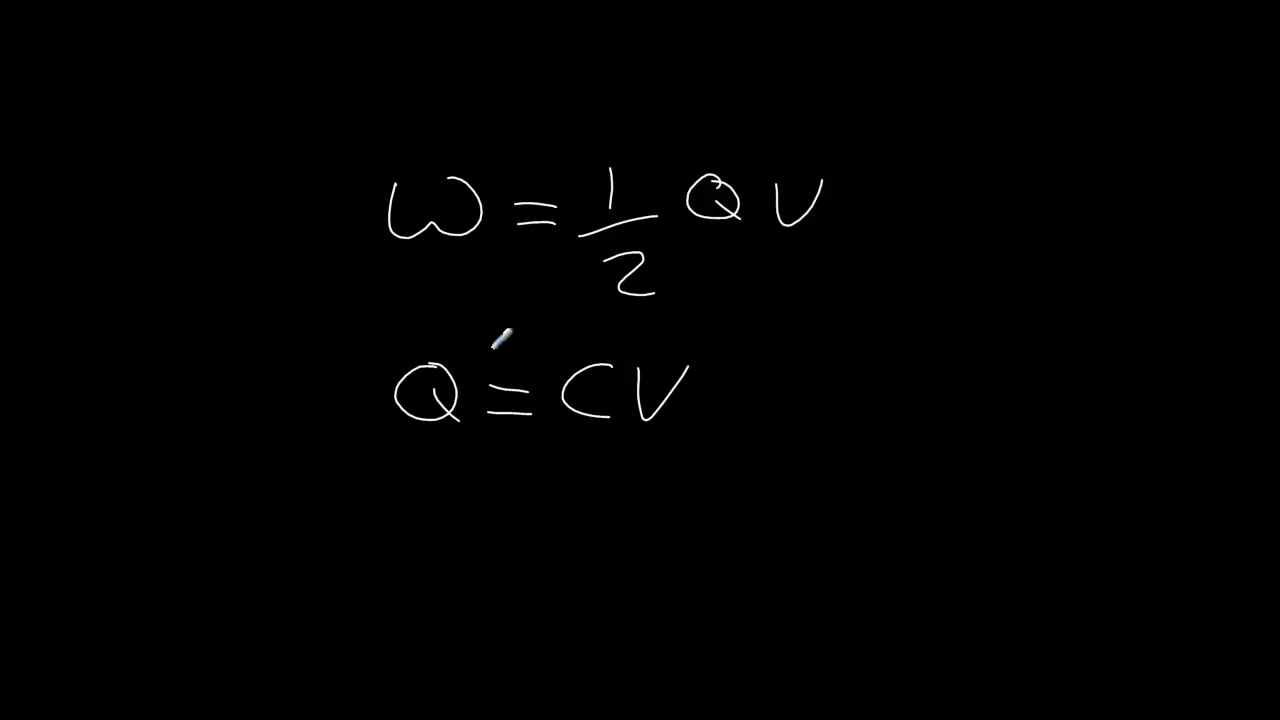 W = 1/2 QV
Q = CV